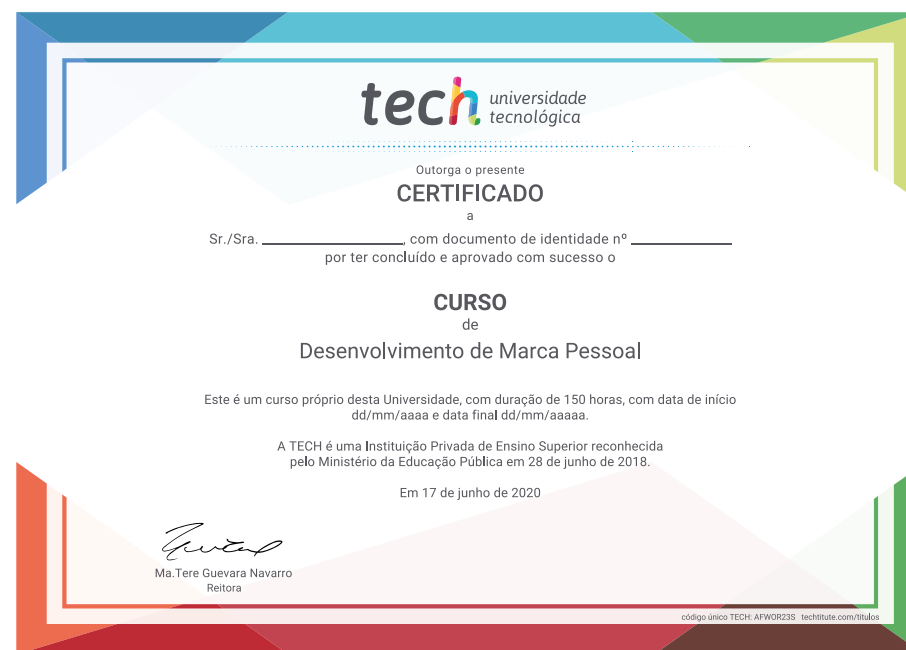 tech universidade
tecnológica
Outorga o presente
CERTIFICADO
a
Sr./Sra. ________________, com documento de identidade nº ____________
por ter concluído e aprovado com sucesso o
CURSO
de
Desenvolvimento de Marca Pessoal
Este é um curso próprio desta Universidade, com duração de 150 horas, com data de início
dd/mm/aaaa e data final dd/mm/aaaaa.
A TECH é uma Instituição Privada de Ensino Superior reconhecida
pelo Ministério da Educação Pública em 28 de junho de 2018.
Em 17 de junho de 2020
Ma.Tere Guevara Navarro
Reitora
código único TECH: AFWOR23S techtitute.com/titulos